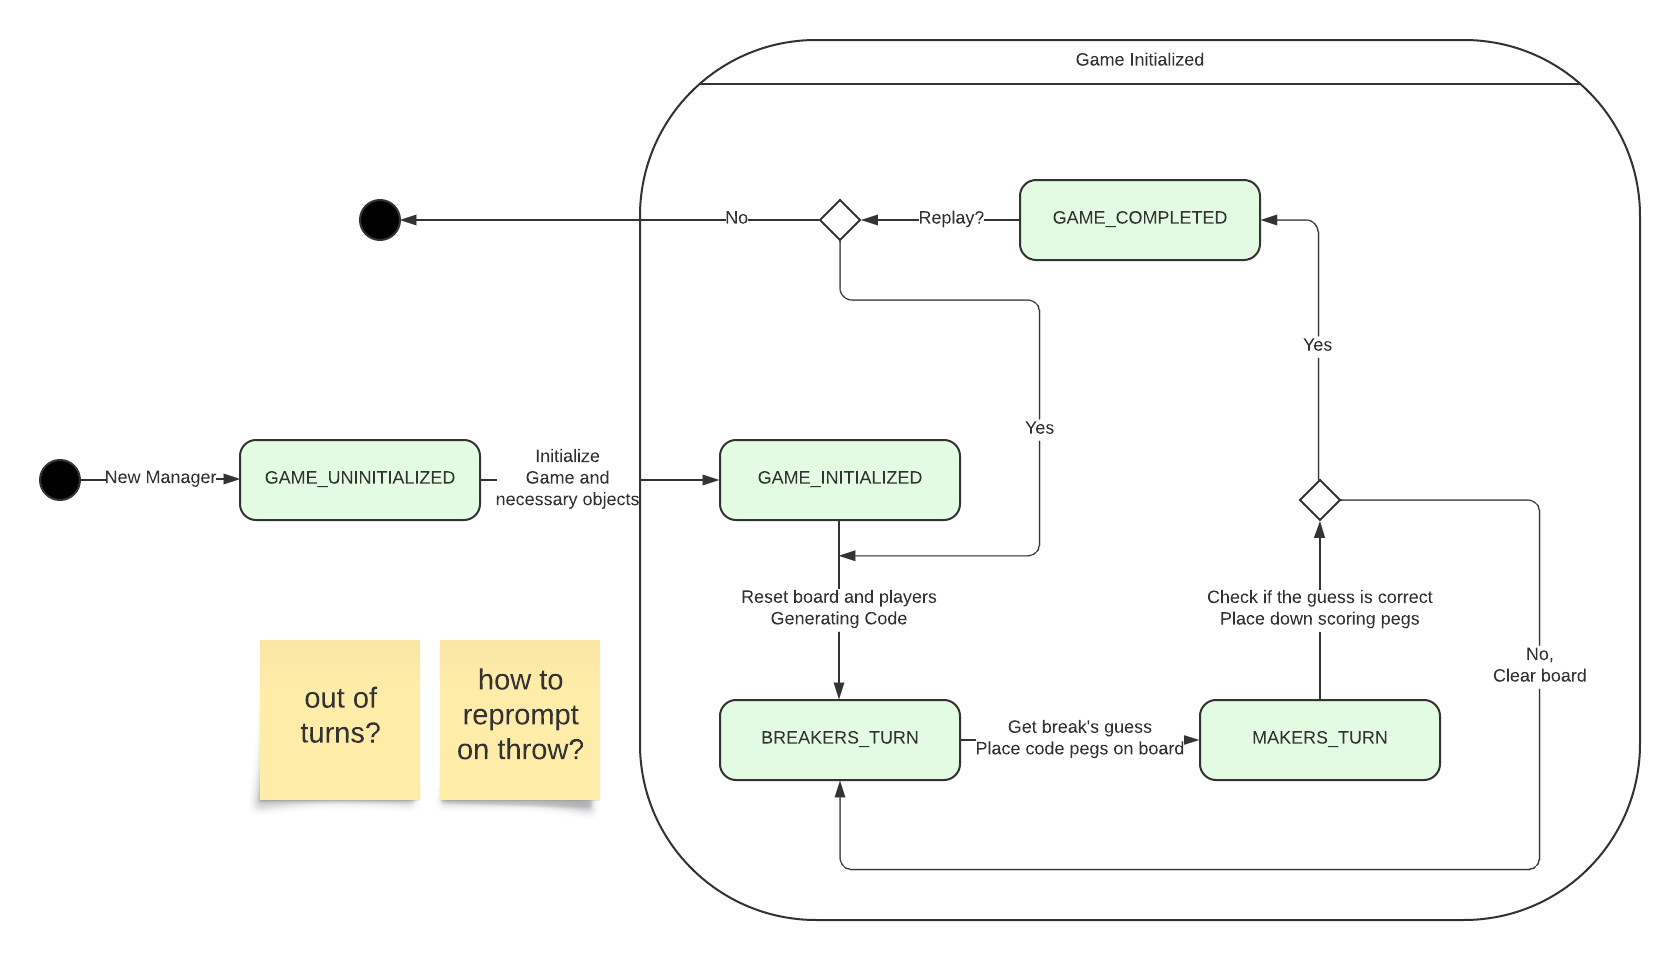 Game Initialized
No
Replay?
GAME_COMPLETED
Yes
Yes
New Manager
GAME_UNINITIALIZED
Initialize
Game and
necessary objects
GAME_INITIALIZED
Reset board and players
Generating Code
Check if the guess is correct
Place down scoring pegs
No,
Clear board
out of
turns?
how to
reprompt
on throw?
BREAKERS_TURN
Get break's guess
Place code pegs on board
MAKERS_TURN